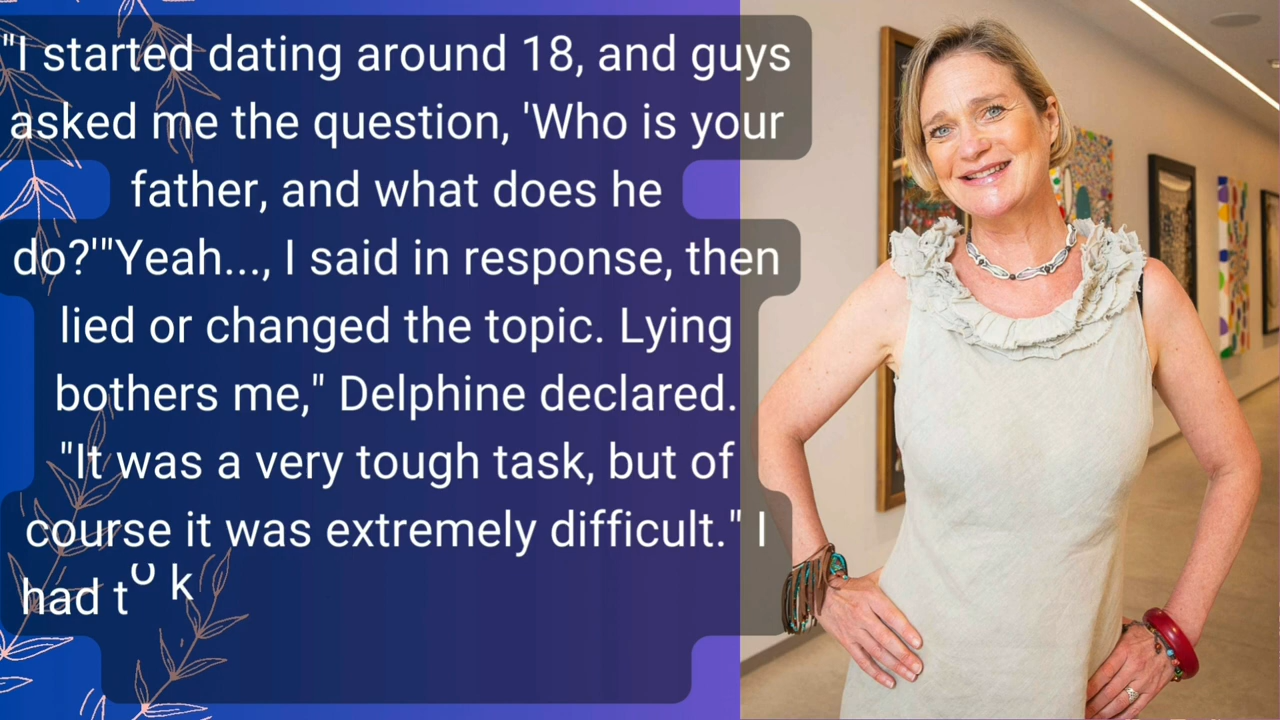 "I started dating around 18, and guys
asked me the question, 'Who is your
father, and what does he
do?'"Yeah..., I said in response, then
lied or changed the topic. Lying
bothers me," Delphine declared.
"It was a very tough task, but of
course it was extremely difficult." I
had to k